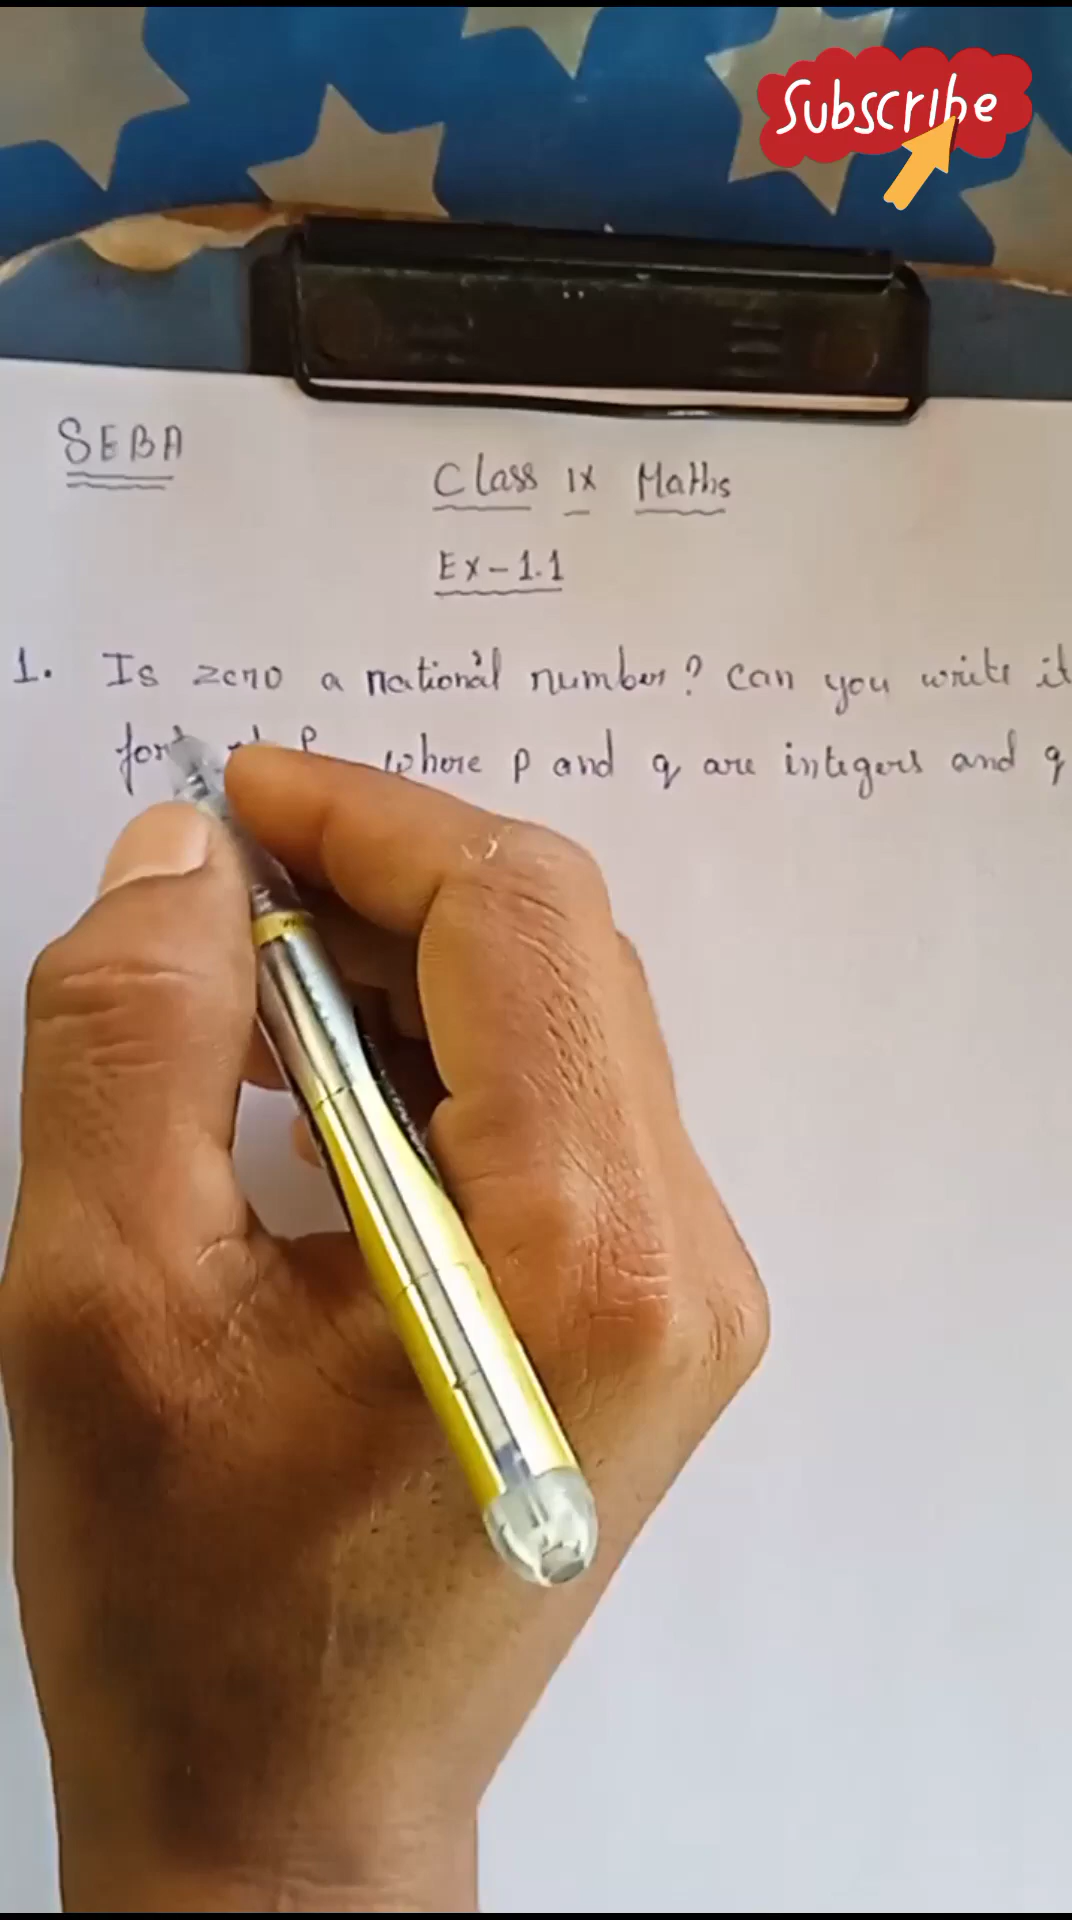 Subscribe
SEBA
Class IX Maths
Ex-1.1
1. Is zero a rational number? Can you write it
where p and q are integers and q